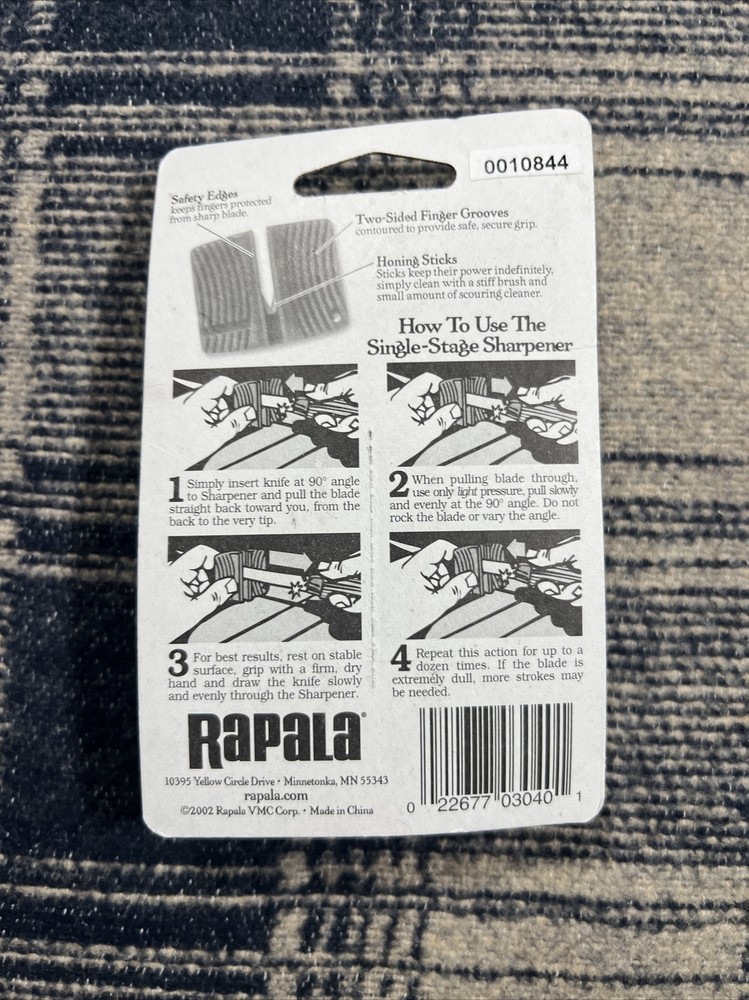 0010844
Safety Edges
keeps fingers protected
from sharp blade.
Two-Sided Finger Grooves
contoured to provide safe, secure grip.
Honing Sticks
Sticks keep their power indefinitely,
simply clean with a stiff brush and
small amount of scouring cleaner.
How To Use The
Single-Stage Sharpener
1 Simply insert knife at 90° angle
to Sharpener and pull the blade
straight back toward you, from the
back to the very tip.
2 When pulling blade through,
use only light pressure, pull slowly
and evenly at the 90° angle. Do not
rock the blade or vary the angle.
3 For best results, rest on stable
surface, grip with a firm, dry
hand and draw the knife slowly
and evenly through the Sharpener.
4 Repeat this action for up to a
dozen times. If the blade is
extremely dull, more strokes may
be needed.
Rapala®
10395 Yellow Circle Drive • Minnetonka, MN 55343
rapala.com
©2002 Rapala VMC Corp. • Made in China
0 22677 03040 1